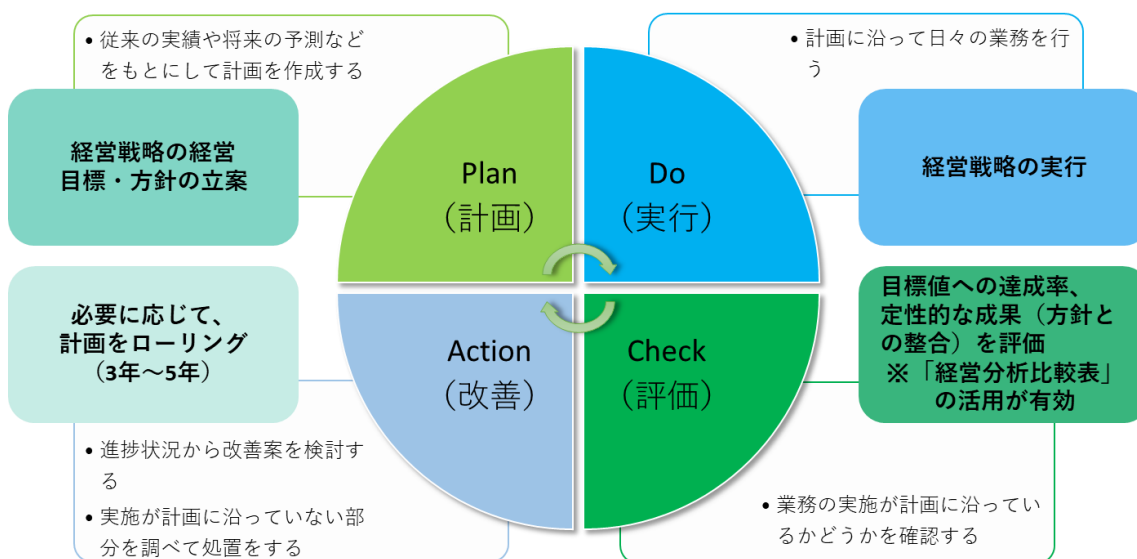 • 従来の実績や将来の予測など
をもとにして計画を作成する
経営戦略の経営
目標・方針の立案
Plan
（計画）
• 計画に沿って日々の業務を行
う
経営戦略の実行
Do
（実行）
必要に応じて、
計画をローリング
（3年～5年）
Action
（改善）
• 進捗状況から改善案を検討す
る
• 実施が計画に沿っていない部
分を調べて処置をする
Check
（評価）
目標値への達成率、
定性的な成果（方針と
の整合）を評価
※「経営分析比較表」
の活用が有効
• 業務の実施が計画に沿ってい
るかどうかを確認する